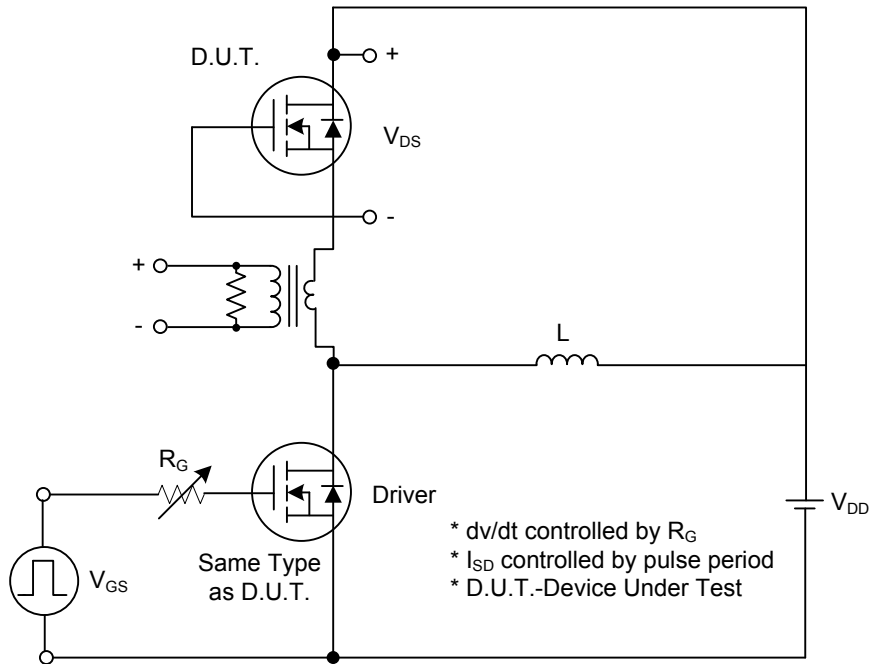 D.U.T.
+
V_DS
-
+
-
L
R_G
Driver
V_DD
Same Type
as D.U.T.
V_GS
* dv/dt controlled by R_G
* I_SD controlled by pulse period
* D.U.T.-Device Under Test